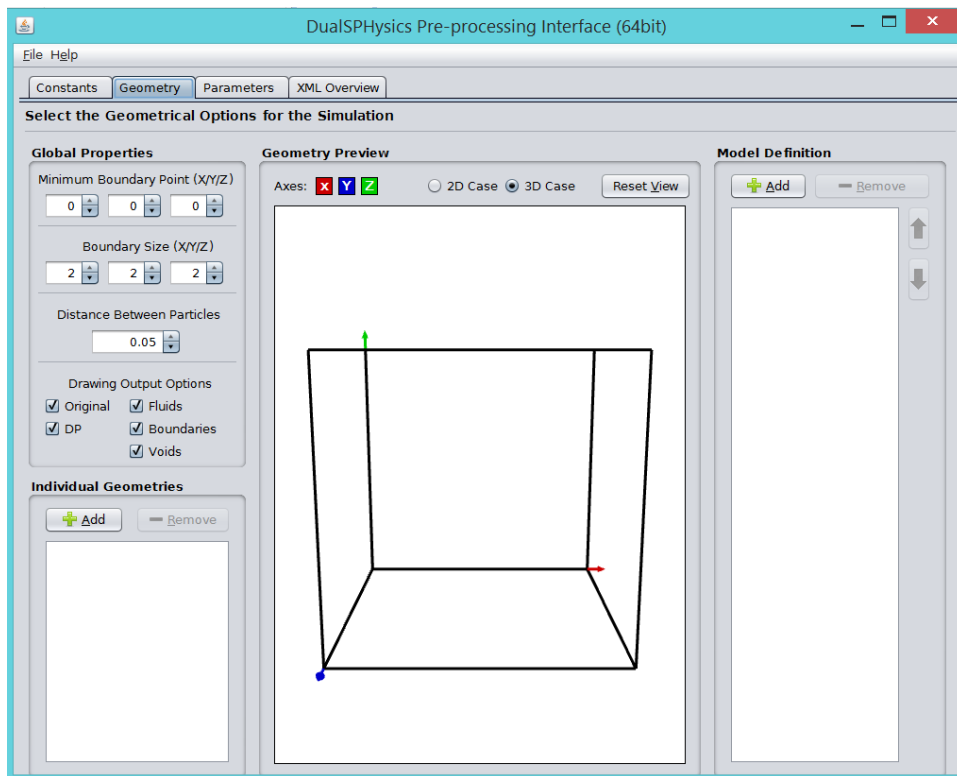 DualSPHysics Pre-processing Interface (64bit)
File Help
Constants Geometry Parameters XML Overview
Select the Geometrical Options for the Simulation
Global Properties
Minimum Boundary Point (X/Y/Z)
0 0 0
Boundary Size (X/Y/Z)
2 2 2
Distance Between Particles
0.05
Drawing Output Options
Original Fluids
DP Boundaries
Voids
Individual Geometries
Add Remove
Geometry Preview
Axes: X Y Z 2D Case 3D Case Reset View
Model Definition
Add Remove